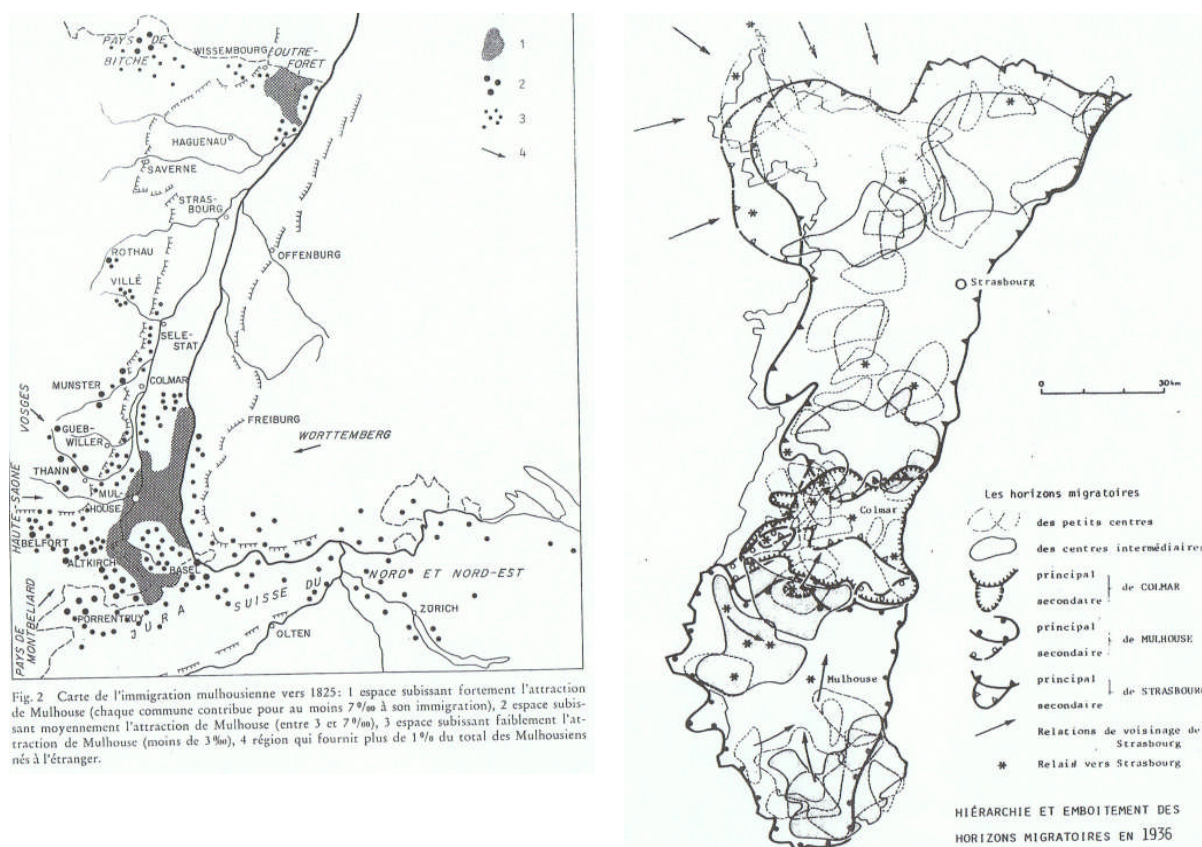 PAYS DE
BITCHE
WISSEMBOURG
OUTRE-
FORET
HAGUENAU
SAVERNE
STRAS-
BOURG
OFFENBURG
ROTHAU
VILLÉ
SELE-
STAT
MUNSTER
COLMAR
VOSGES
GUEB-
WILLER
FREIBURG
WORTTEMBERG
THANN
MUL-
HOUSE
HAUTE-SAONE
BELFORT
ALTKIRCH
BASEL
NORD ET NORD-EST
SUISSE DU
JURA
PORRENTRUY
PAYS DE
MONTBELIARD
OLTEN
ZÜRICH
1
2
3
4
Fig. 2 Carte de l'immigration mulhousienne vers 1825: 1 espace subissant fortement l'attraction
de Mulhouse (chaque commune contribue pour au moins 7‰ à son immigration), 2 espace subis-
sant moyennement l'attraction de Mulhouse (entre 3 et 7‰), 3 espace subissant faiblement l'at-
traction de Mulhouse (moins de 3‰), 4 région qui fournit plus de 1% du total des Mulhousiens
nés à l'étranger.
Strasbourg
0 30 km
Colmar
Mulhouse
Les horizons migratoires
des petits centres
des centres intermédiaires
principal
secondaire
de COLMAR
principal
secondaire
de MULHOUSE
principal
secondaire
de STRASBOURG
Relations de voisinage de
Strasbourg
* Relais vers Strasbourg
HIÉRARCHIE ET EMBOITEMENT DES
HORIZONS MIGRATOIRES EN 1936